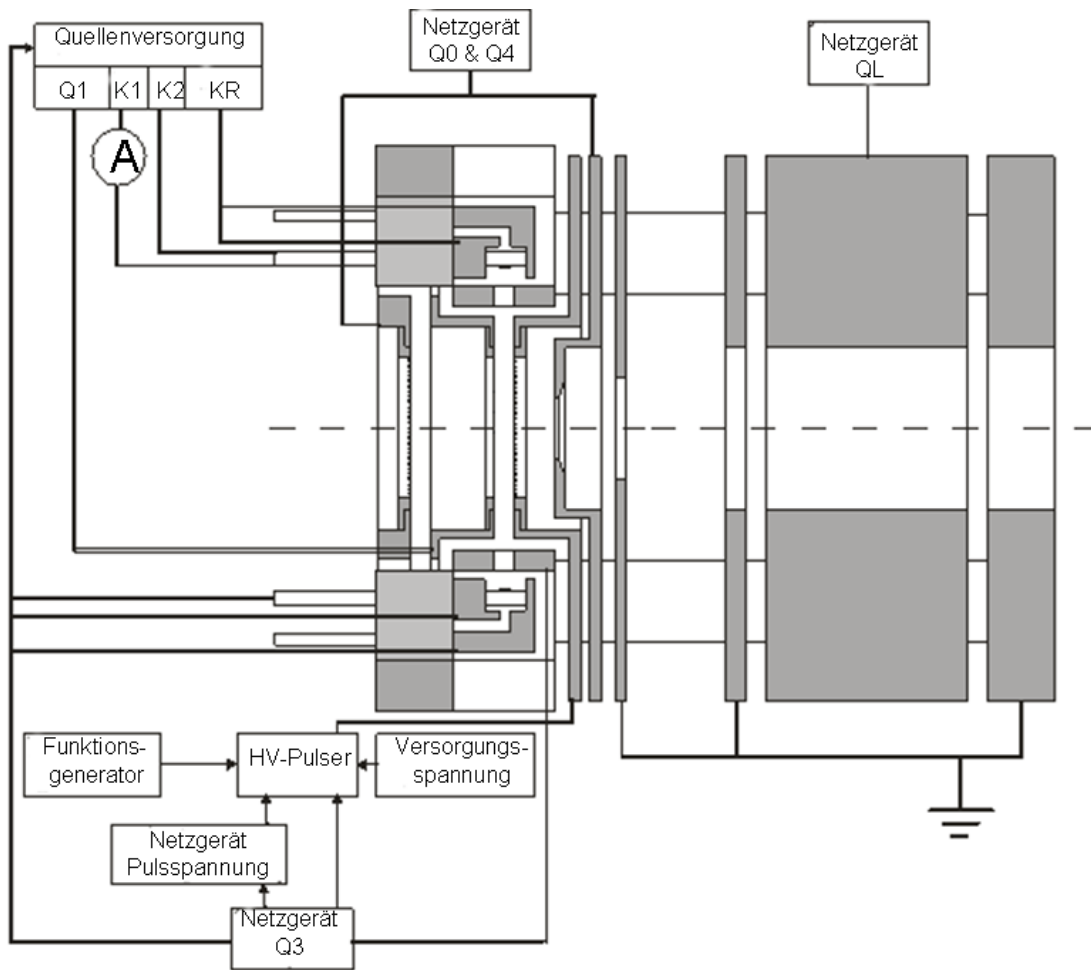 Quellenversorgung
Q1 K1 K2 KR
A
Netzgerät
Q0 & Q4
Netzgerät
QL
Funktions-
generator
HV-Pulser
Versorgungs-
spannung
Netzgerät
Pulsspannung
Netzgerät
Q3